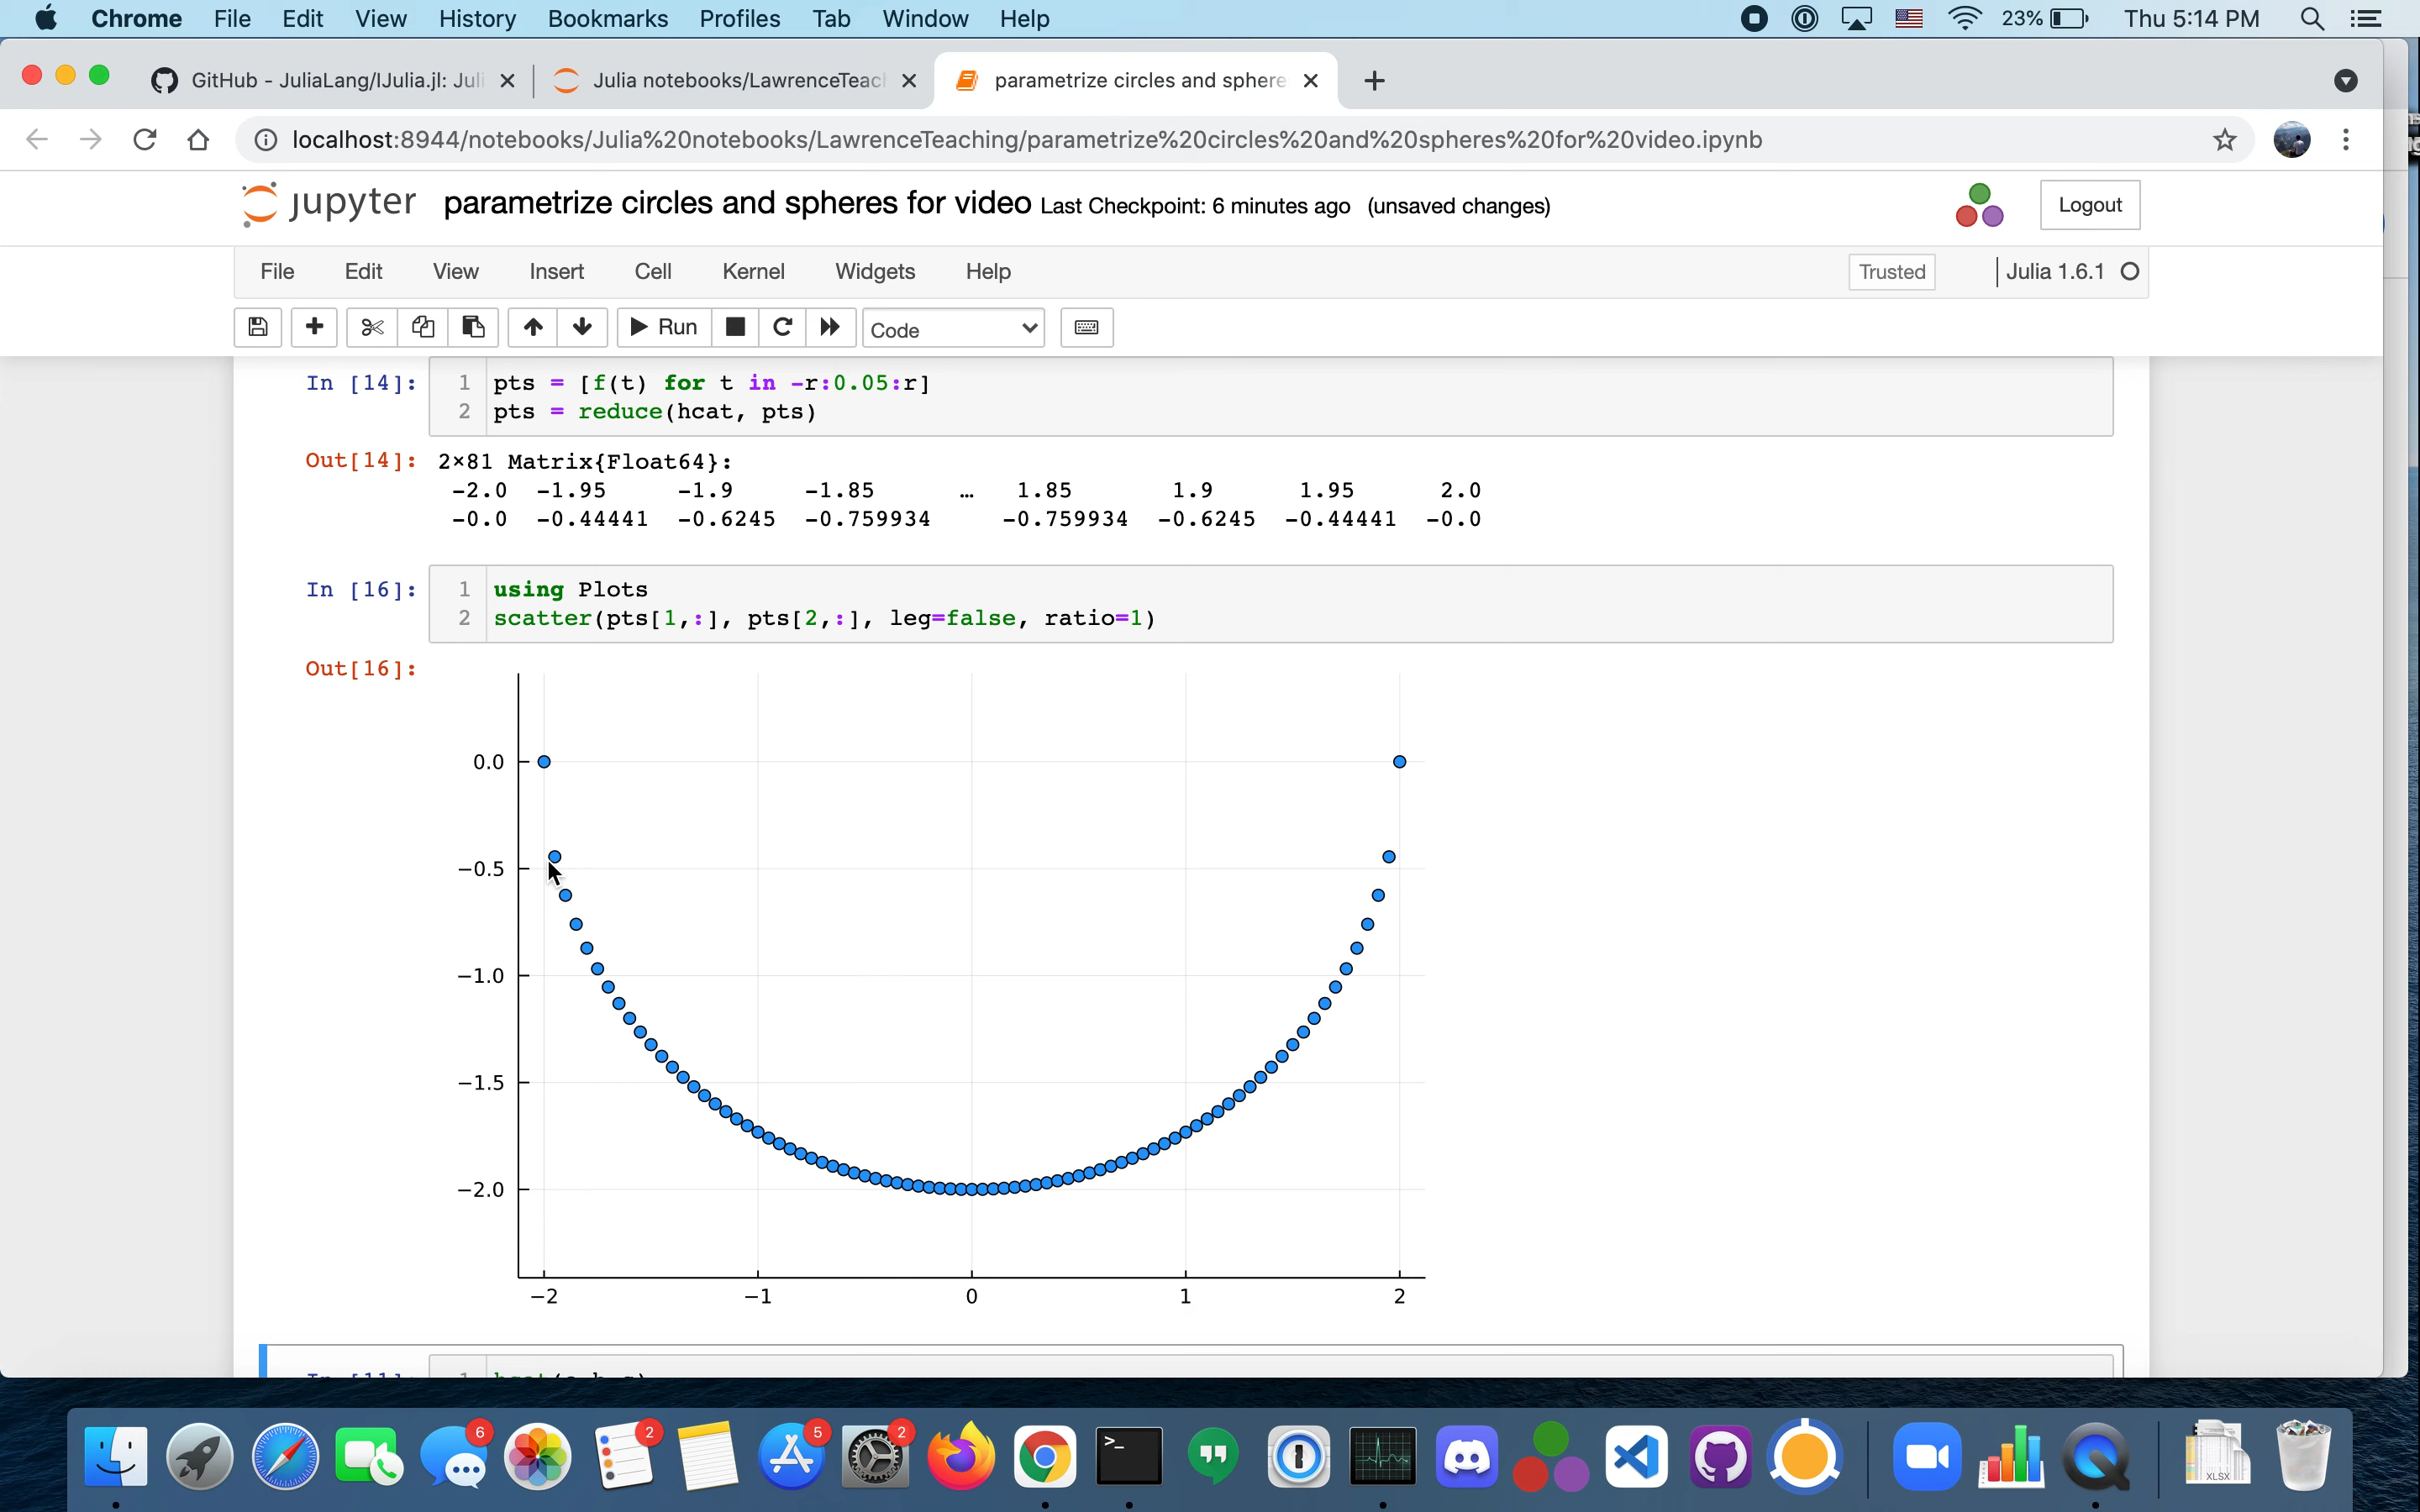 Chrome File Edit View History Bookmarks Profiles Tab Window Help 23% Thu 5:14 PM
GitHub - JuliaLang/IJulia.jl: Juli Julia notebooks/LawrenceTeach parametrize circles and sphere
localhost:8944/notebooks/Julia%20notebooks/LawrenceTeaching/parametrize%20circles%20and%20spheres%20for%20video.ipynb
jupyter parametrize circles and spheres for video Last Checkpoint: 6 minutes ago (unsaved changes) Logout
File Edit View Insert Cell Kernel Widgets Help Trusted Julia 1.6.1
Run Code
In [14]: 1 pts = [f(t) for t in -r:0.05:r]
2 pts = reduce(hcat, pts)
Out[14]: 2×81 Matrix{Float64}:
-2.0 -1.95 -1.9 -1.85 … 1.85 1.9 1.95 2.0
-0.0 -0.44441 -0.6245 -0.759934 -0.759934 -0.6245 -0.44441 -0.0
In [16]: 1 using Plots
2 scatter(pts[1,:], pts[2,:], leg=false, ratio=1)
Out[16]:
0.0
−0.5
−1.0
−1.5
−2.0
−2 −1 0 1 2
6 2 5 2
XLSX